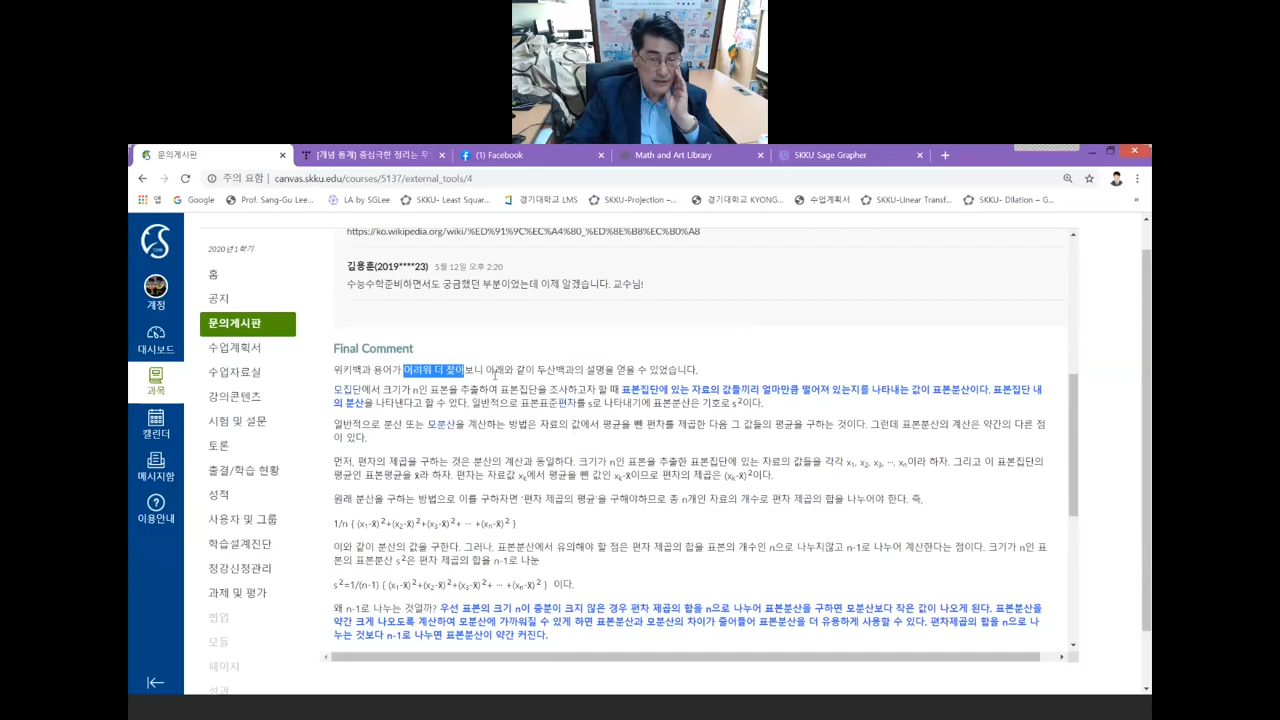 문의게시판
[개념 통계] 중심극한 정리는 무
(1) Facebook
Math and Art Library
SKKU Sage Grapher
주의 요함 | canvas.skku.edu/courses/5137/external_tools/4
앱
Google
Prof. Sang-Gu Lee...
LA by SGLee
SKKU- Least Squar...
경기대학교 LMS
SKKU-Projection –...
경기대학교 KYONG...
수업계획서
SKKU-Linear Transf...
SKKU- Dilation – G...
»
계정
대시보드
과목
캘린더
메시지함
이용안내
2020년 1학기
홈
공지
문의게시판
수업계획서
수업자료실
강의콘텐츠
시험 및 설문
토론
출결/학습 현황
성적
사용자 및 그룹
학습설계진단
정강신정관리
과제 및 평가
협업
모듈
페이지
성과
https://ko.wikipedia.org/wiki/%ED%91%9C%EC%A4%80_%ED%8E%B8%EC%B0%A8
김용훈(2019****23) 5월 12일 오후 2:20
수능수학준비하면서도 궁금했던 부분이었는데 이제 알겠습니다. 교수님!
Final Comment
위키백과 용어가 어려워 더 찾이보니 아래와 같이 두산백과의 설명을 얻을 수 있었습니다.
모집단에서 크기가 n인 표본을 추출하여 표본집단을 조사하고자 할 때 표본집단에 있는 자료의 값들끼리 얼마만큼 떨어져 있는지를 나타내는 값이 표본분산이다. 표본집단 내
의 분산을 나타낸다고 할 수 있다. 일반적으로 표본표준편차를 s로 나타내기에 표본분산은 기호로 s²이다.
일반적으로 분산 또는 모분산을 계산하는 방법은 자료의 값에서 평균을 뺀 편차를 제곱한 다음 그 값들의 평균을 구하는 것이다. 그런데 표본분산의 계산은 약간의 다른 점
이 있다.
먼저, 편차의 제곱을 구하는 것은 분산의 계산과 동일하다. 크기가 n인 표본을 추출한 표본집단에 있는 자료의 값들을 각각 x₁, x₂, x₃, ···, xₙ이라 하자. 그리고 이 표본집단의
평균인 표본평균을 x̄라 하자. 편차는 자료값 xₖ에서 평균을 뺀 값인 xₖ-x̄이므로 편차의 제곱은 (xₖ-x̄)²이다.
원래 분산을 구하는 방법으로 이를 구하자면 '편차 제곱의 평균'을 구해야하므로 총 n개인 자료의 개수로 편차 제곱의 합을 나누어야 한다. 즉,
1/n { (x₁-x̄)²+(x₂-x̄)²+(x₃-x̄)²+ ··· +(xₙ-x̄)² }
이와 같이 분산의 값을 구한다. 그러나, 표본분산에서 유의해야 할 점은 편차 제곱의 합을 표본의 개수인 n으로 나누지않고 n-1로 나누어 계산한다는 점이다. 크기가 n인 표
본의 표본분산 s²은 편차 제곱의 합을 n-1로 나눈
s²=1/(n-1) { (x₁-x̄)²+(x₂-x̄)²+(x₃-x̄)²+ ··· +(xₙ-x̄)² } 이다.
왜 n-1로 나누는 것일까? 우선 표본의 크기 n이 충분이 크지 않은 경우 편차 제곱의 합을 n으로 나누어 표본분산을 구하면 모분산보다 작은 값이 나오게 된다. 표본분산을
약간 크게 나오도록 계산하여 모분산에 가까워질 수 있게 하면 표본분산과 모분산의 차이가 줄어들어 표본분산을 더 유용하게 사용할 수 있다. 편차제곱의 합을 n으로 나
누는 것보다 n-1로 나누면 표본분산이 약간 커진다.